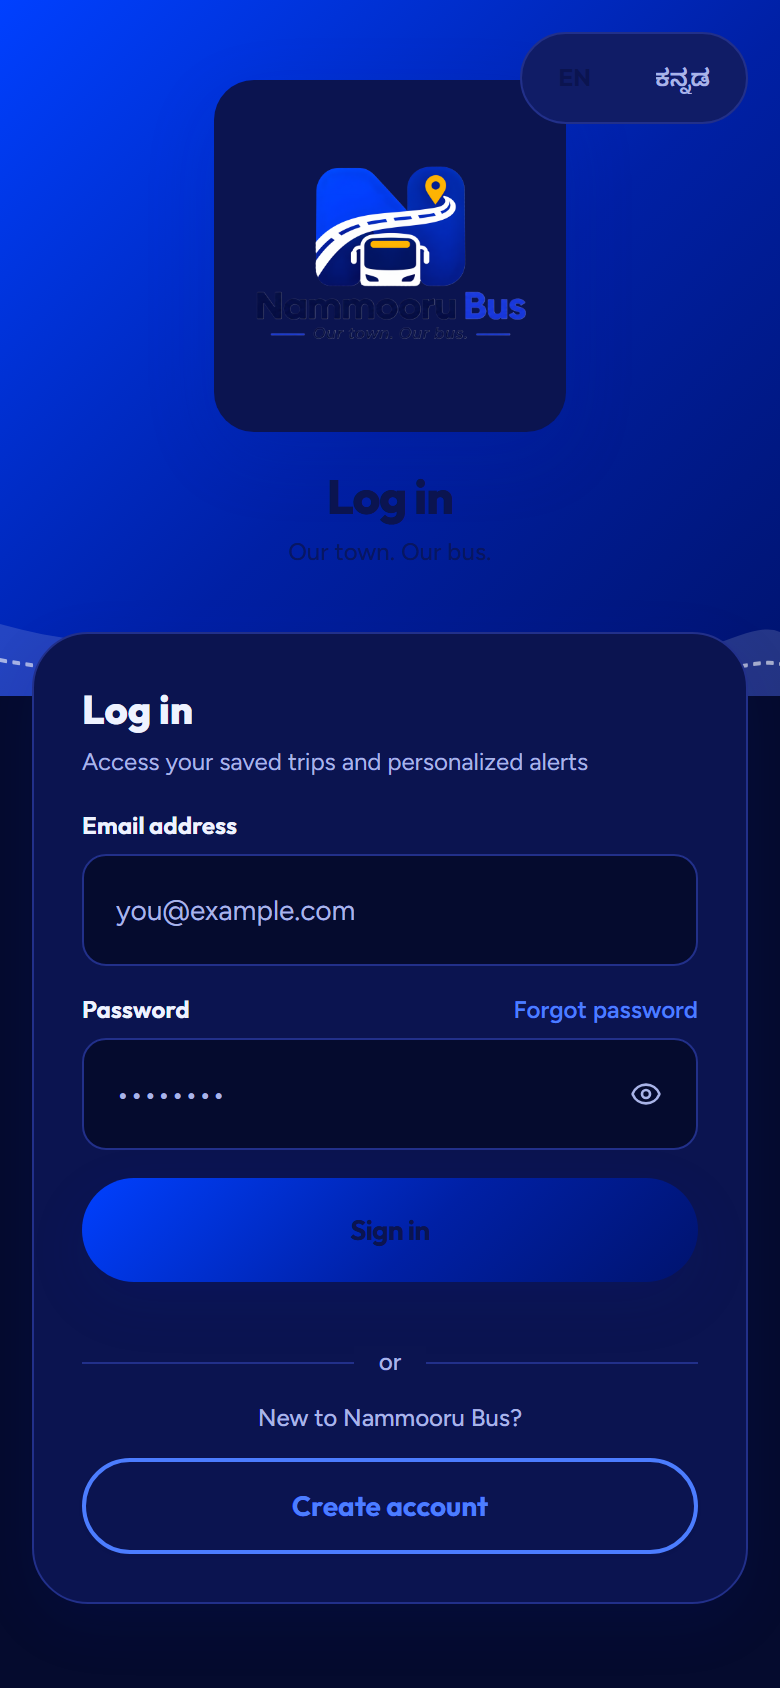 EN ಕನ್ನಡ
Nammooru Bus
Our town. Our bus.
Log in
Our town. Our bus.
Log in
Access your saved trips and personalized alerts
Email address
you@example.com
Password Forgot password
••••••••
Sign in
or
New to Nammooru Bus?
Create account